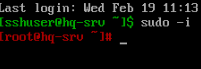 Last login: Wed Feb 19 11:13
[sshuser@hq-srv ~]$ sudo -i
[root@hq-srv ~]#